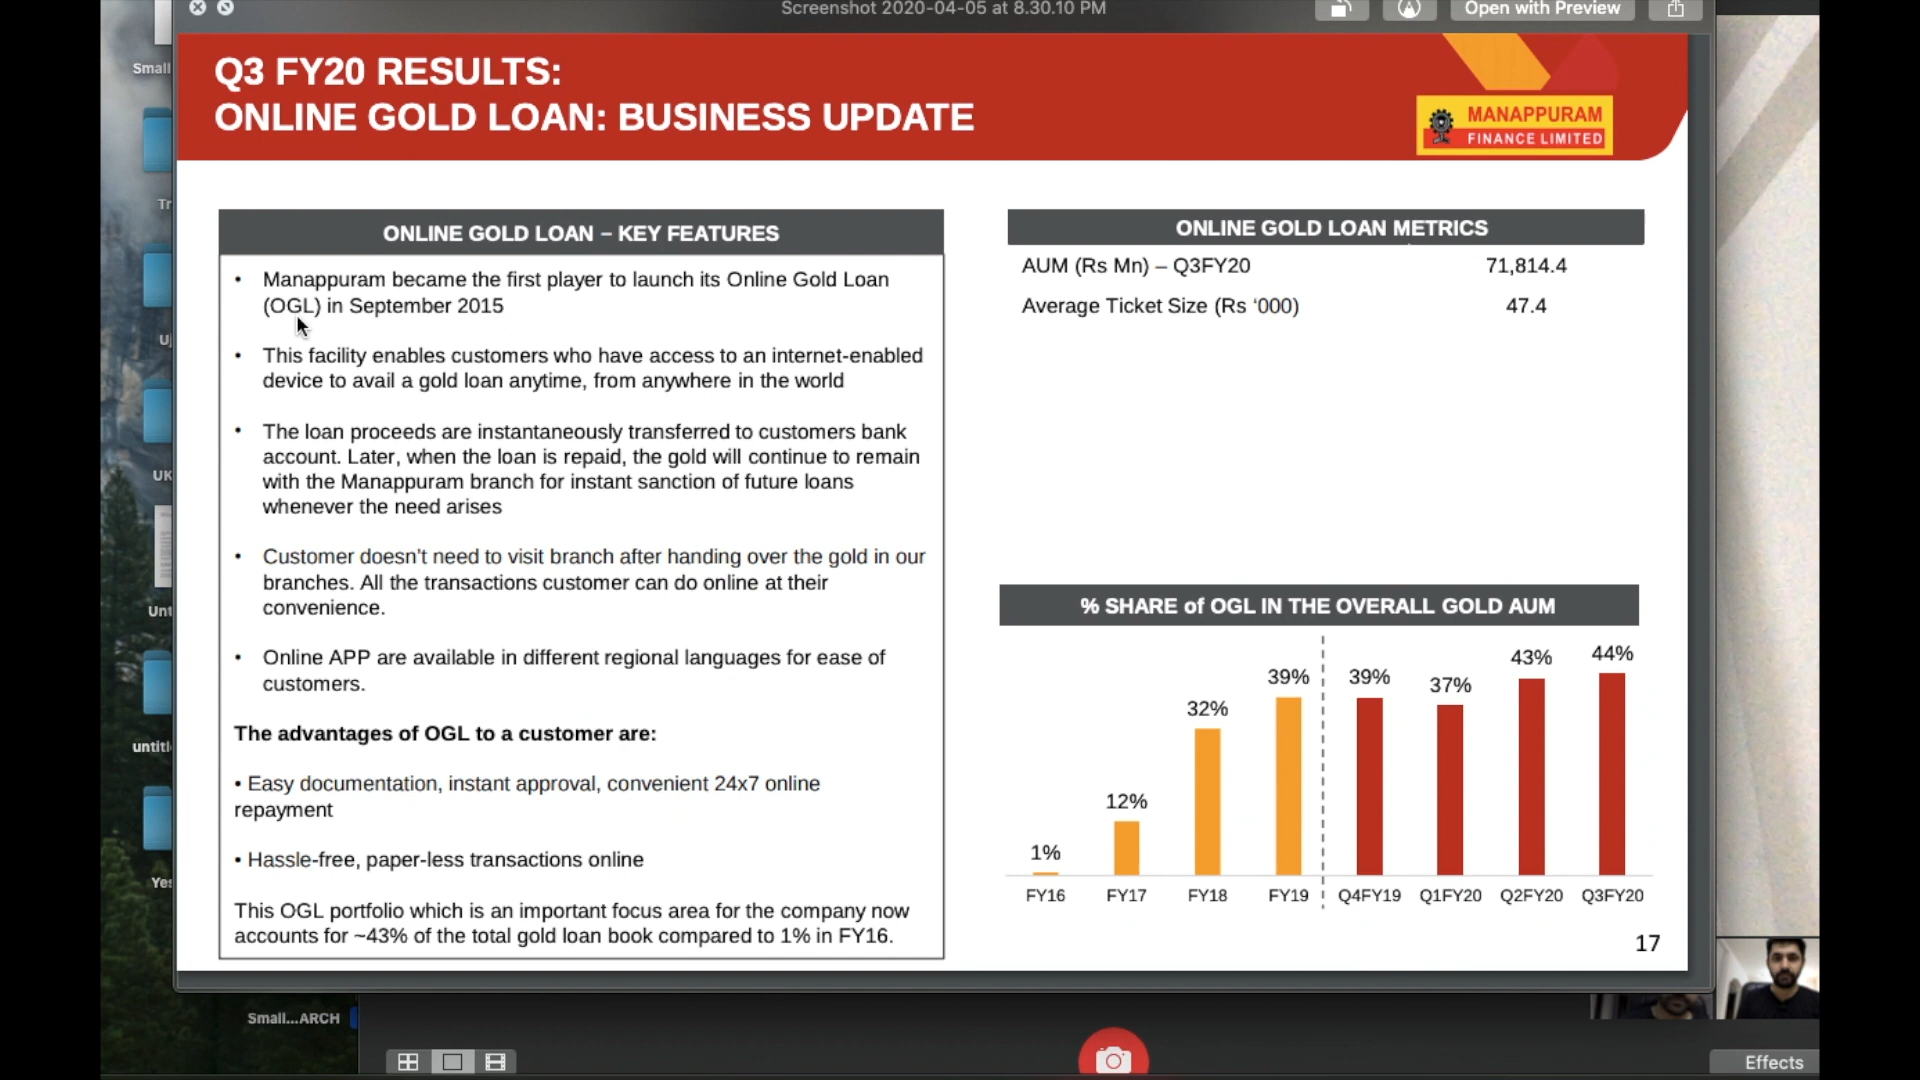 Screenshot 2020-04-05 at 8.30.10 PM
Open with Preview
Small
Tr
UK
Unt
untitl
Yes
Small...ARCH
Q3 FY20 RESULTS:
ONLINE GOLD LOAN: BUSINESS UPDATE
MANAPPURAM
FINANCE LIMITED
ONLINE GOLD LOAN – KEY FEATURES
• Manappuram became the first player to launch its Online Gold Loan
(OGL) in September 2015
• This facility enables customers who have access to an internet-enabled
device to avail a gold loan anytime, from anywhere in the world
• The loan proceeds are instantaneously transferred to customers bank
account. Later, when the loan is repaid, the gold will continue to remain
with the Manappuram branch for instant sanction of future loans
whenever the need arises
• Customer doesn't need to visit branch after handing over the gold in our
branches. All the transactions customer can do online at their
convenience.
• Online APP are available in different regional languages for ease of
customers.
The advantages of OGL to a customer are:
• Easy documentation, instant approval, convenient 24x7 online
repayment
• Hassle-free, paper-less transactions online
This OGL portfolio which is an important focus area for the company now
accounts for ~43% of the total gold loan book compared to 1% in FY16.
ONLINE GOLD LOAN METRICS
AUM (Rs Mn) – Q3FY20 71,814.4
Average Ticket Size (Rs ‘000) 47.4
% SHARE of OGL IN THE OVERALL GOLD AUM
1% 12% 32% 39% 39% 37% 43% 44%
FY16 FY17 FY18 FY19 Q4FY19 Q1FY20 Q2FY20 Q3FY20
17
Effects